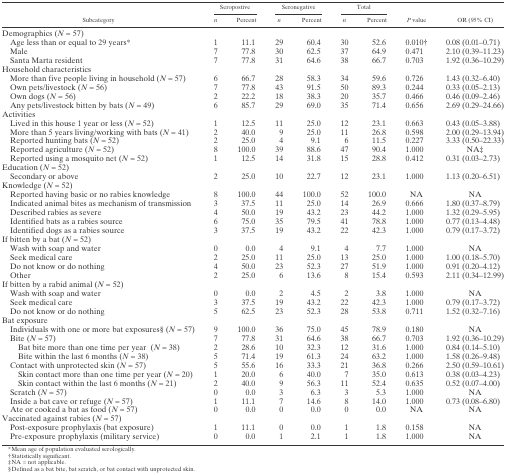 Seropositive Seronegative Total
Subcategory n Percent n Percent n Percent P value OR (95% CI)
Demographics (N = 57)
Age less than or equal to 29 years* 1 11.1 29 60.4 30 52.6 0.010† 0.08 (0.01–0.71)
Male 7 77.8 30 62.5 37 64.9 0.471 2.10 (0.39–11.23)
Santa Marta resident 7 77.8 31 64.6 38 66.7 0.703 1.92 (0.36–10.29)
Household characteristics
More than five people living in household (N = 57) 6 66.7 28 58.3 34 59.6 0.726 1.43 (0.32–6.40)
Own pets/livestock (N = 56) 7 77.8 43 91.5 50 89.3 0.244 0.33 (0.05–2.13)
Own dogs (N = 56) 2 22.2 18 38.3 20 35.7 0.466 0.46 (0.09–2.46)
Any pets/livestock bitten by bats (N = 49) 6 85.7 29 69.0 35 71.4 0.656 2.69 (0.29–24.66)
Activities
Lived in this house 1 year or less (N = 52) 1 12.5 11 25.0 12 23.1 0.663 0.43 (0.05–3.88)
More than 5 years living/working with bats (N = 41) 2 40.0 9 25.0 11 26.8 0.598 2.00 (0.29–13.94)
Reported hunting bats (N = 52) 2 25.0 4 9.1 6 11.5 0.227 3.33 (0.50–22.33)
Reported agriculture (N = 52) 8 100.0 39 88.6 47 90.4 1.000 NA‡
Reported using a mosquito net (N = 52) 1 12.5 14 31.8 15 28.8 0.412 0.31 (0.03–2.73)
Education (N = 52)
Secondary or above 2 25.0 10 22.7 12 23.1 1.000 1.13 (0.20–6.51)
Knowledge (N = 52)
Reported having basic or no rabies knowledge 8 100.0 44 100.0 52 100.0 NA NA
Indicated animal bites as mechanism of transmission 3 37.5 11 25.0 14 26.9 0.666 1.80 (0.37–8.79)
Described rabies as severe 4 50.0 19 43.2 23 44.2 1.000 1.32 (0.29–5.95)
Identified bats as a rabies source 6 75.0 35 79.5 41 78.8 1.000 0.77 (0.13–4.48)
Identified dogs as a rabies source 3 37.5 19 43.2 22 42.3 1.000 0.79 (0.17–3.72)
If bitten by a bat (N = 52)
Wash with soap and water 0 0.0 4 9.1 4 7.7 1.000 NA
Seek medical care 2 25.0 11 25.0 13 25.0 1.000 1.00 (0.18–5.70)
Do not know or do nothing 4 50.0 23 52.3 27 51.9 1.000 0.91 (0.20–4.12)
Other 2 25.0 6 13.6 8 15.4 0.593 2.11 (0.34–12.99)
If bitten by a rabid animal (N = 52)
Wash with soap and water 0 0.0 2 4.5 2 3.8 1.000 NA
Seek medical care 3 37.5 19 43.2 22 42.3 1.000 0.79 (0.17–3.72)
Do not know or do nothing 5 62.5 23 52.3 28 53.8 0.711 1.52 (0.32–7.16)
Bat exposure
Individuals with one or more bat exposures§ (N = 57) 9 100.0 36 75.0 45 78.9 0.180 NA
Bite (N = 57) 7 77.8 31 64.6 38 66.7 0.703 1.92 (0.36–10.29)
Bat bite more than one time per year (N = 38) 2 28.6 10 32.3 12 31.6 1.000 0.84 (0.14–5.10)
Bite within the last 6 months (N = 38) 5 71.4 19 61.3 24 63.2 1.000 1.58 (0.26–9.48)
Contact with unprotected skin (N = 57) 5 55.6 16 33.3 21 36.8 0.266 2.50 (0.59–10.61)
Skin contact more than one time per year (N = 20) 1 20.0 6 40.0 7 35.0 0.613 0.38 (0.03–4.23)
Skin contact within the last 6 months (N = 21) 2 40.0 9 56.3 11 52.4 0.635 0.52 (0.07–4.00)
Scratch (N = 57) 0 0.0 3 6.3 3 5.3 1.000 NA
Inside a bat cave or refuge (N = 57) 1 11.1 7 14.6 8 14.0 1.000 0.73 (0.08–6.80)
Ate or cooked a bat as food (N = 57) 0 0.0 0 0.0 0 0.0 NA NA
Vaccinated against rabies (N = 57)
Post-exposure prophylaxis (bat exposure) 1 11.1 0 0.0 1 1.8 0.158 NA
Pre-exposure prophylaxis (military service) 0 0.0 1 2.1 1 1.8 1.000 NA
* Mean age of population evaluated serologically.
† Statistically significant.
‡ NA = not applicable.
§ Defined as a bat bite, bat scratch, or bat contact with unprotected skin.